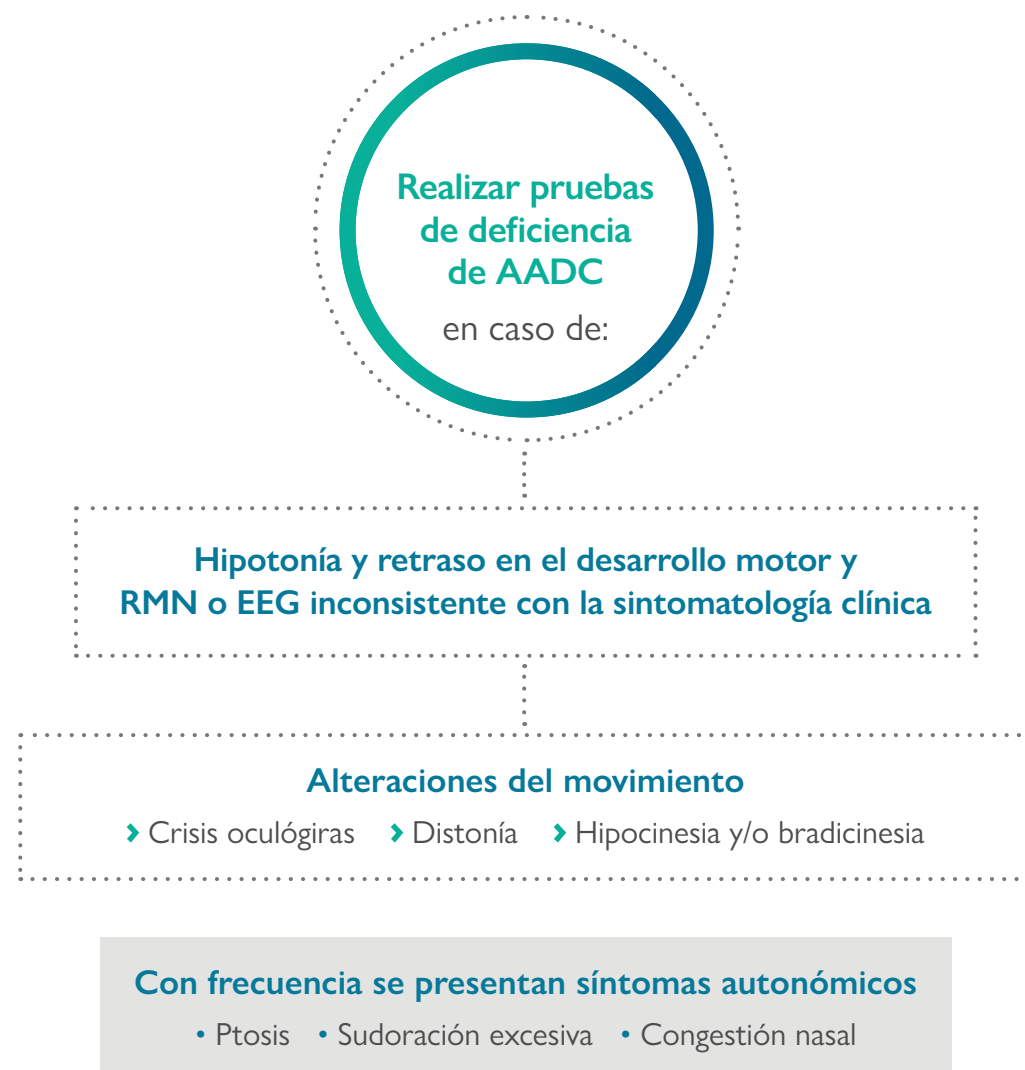 Realizar pruebas
de deficiencia
de AADC
en caso de:
Hipotonía y retraso en el desarrollo motor y
RMN o EEG inconsistente con la sintomatología clínica
Alteraciones del movimiento
› Crisis oculógiras › Distonía › Hipocinesia y/o bradicinesia
Con frecuencia se presentan síntomas autonómicos
• Ptosis • Sudoración excesiva • Congestión nasal